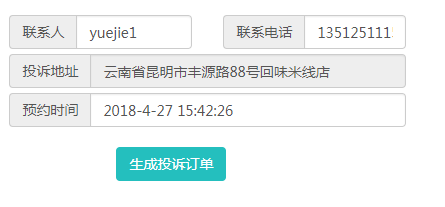 联系人 yuejie1 联系电话 135125111
投诉地址 云南省昆明市丰源路88号回味米线店
预约时间 2018-4-27 15:42:26
生成投诉订单